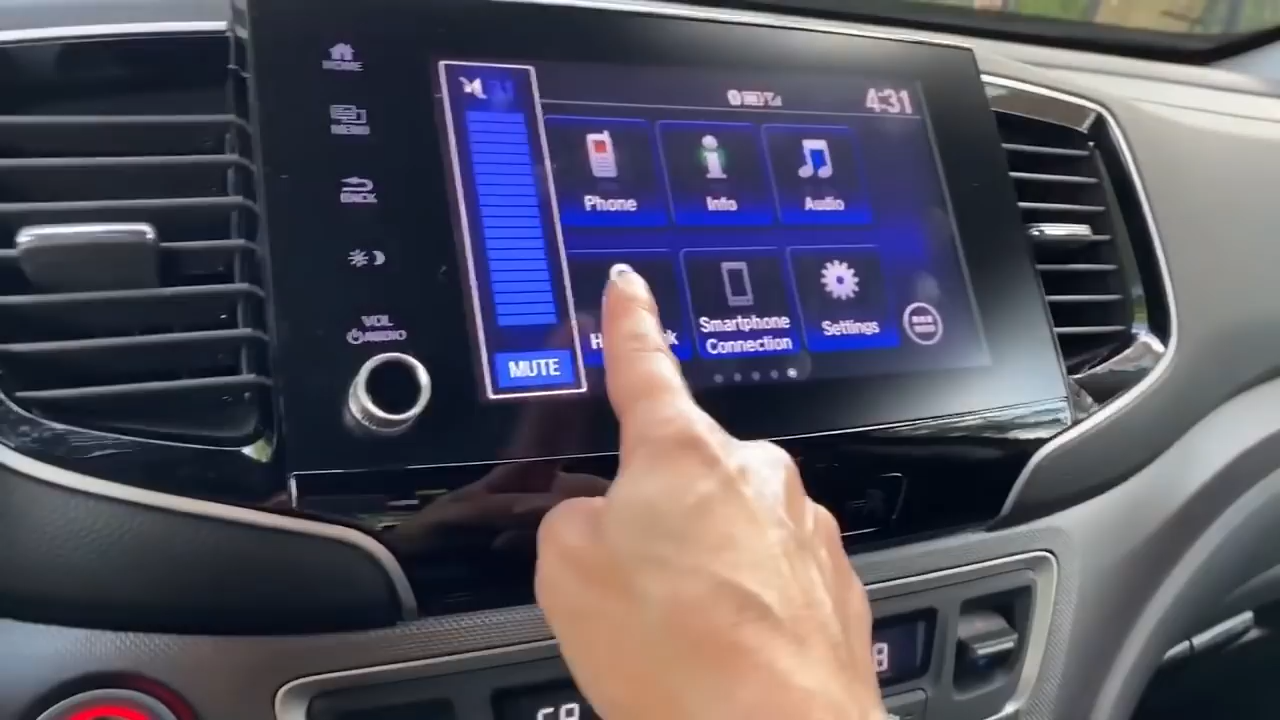 HOME
4:31
MENU
Phone
Info
Audio
BACK
Smartphone
Connection
Settings
VOL
AUDIO
MUTE